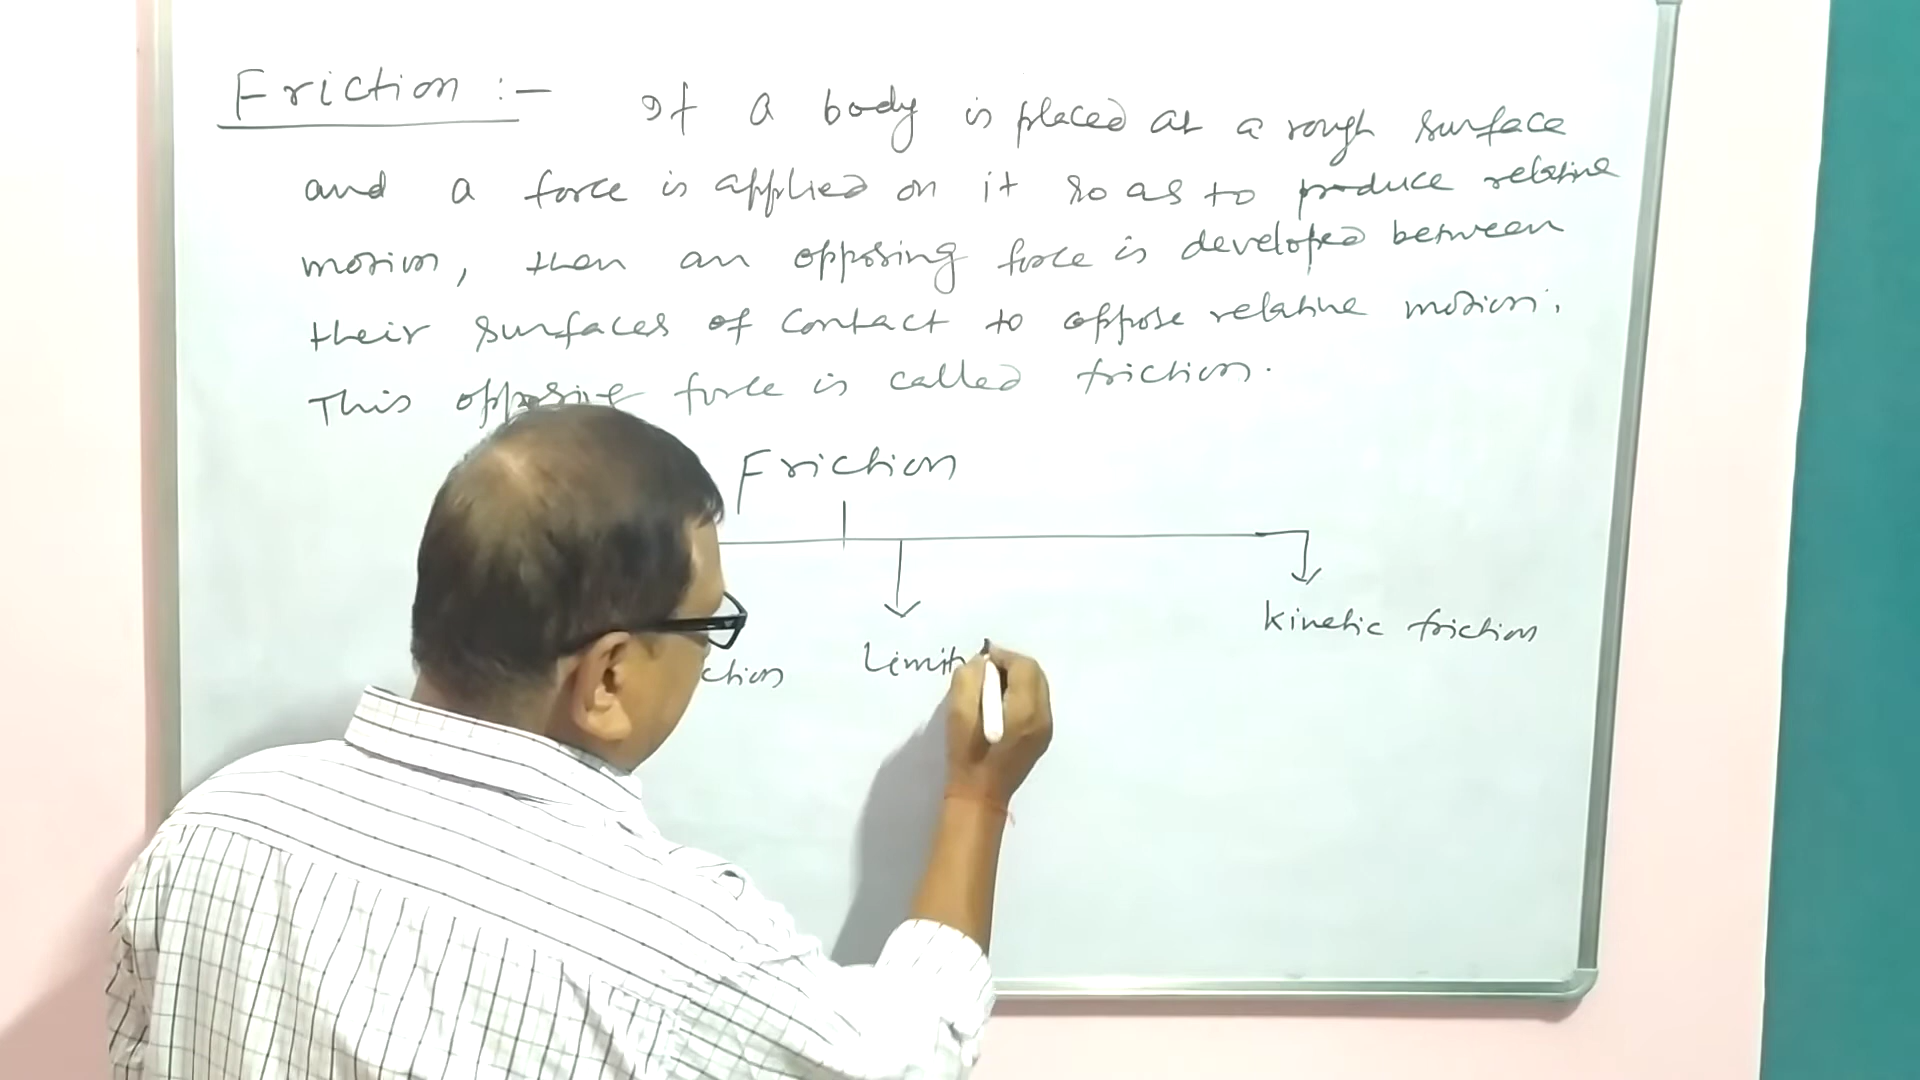 Friction :- If a body is placed at a rough surface
and a force is applied on it so as to produce relative
motion, then an opposing force is developed between
their surfaces of contact to oppose relative motion.
This opposing force is called friction.
Friction
kinetic friction
ction Limit